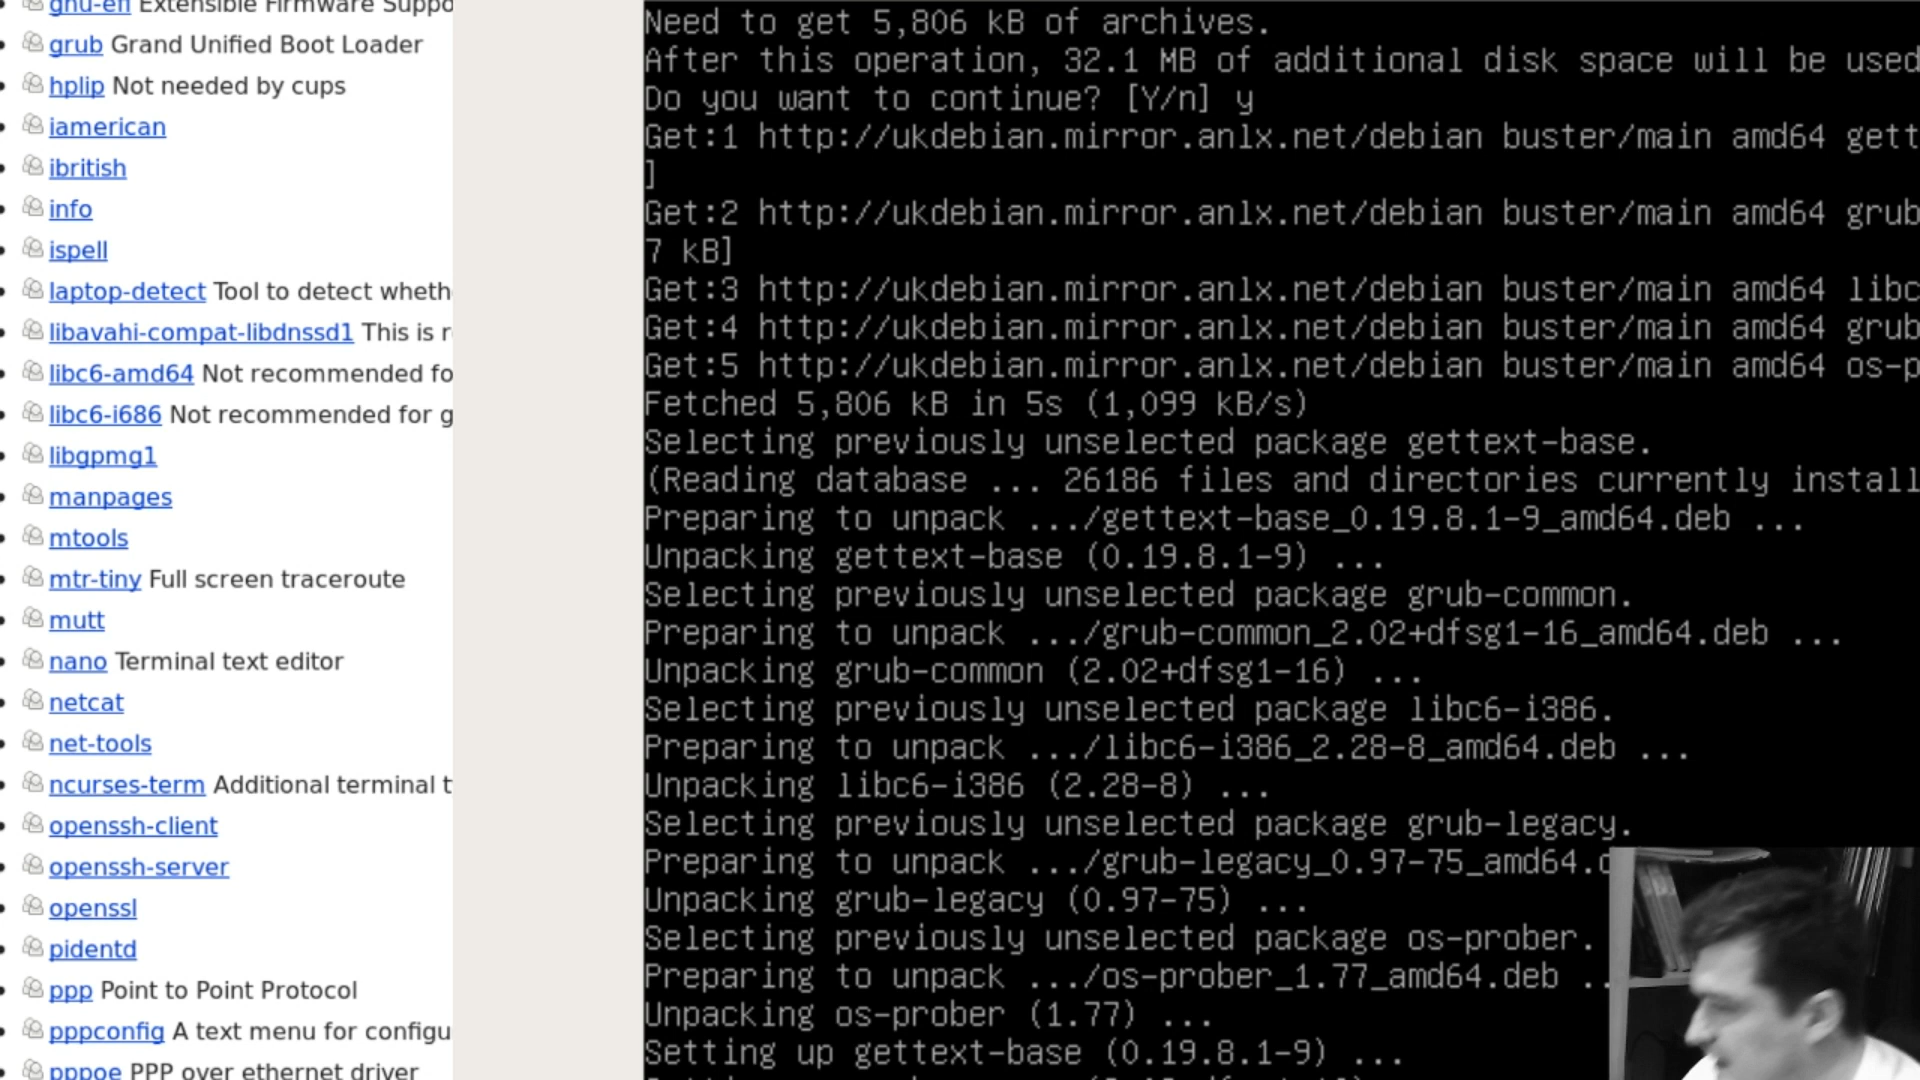 gnu-efi Extensible Firmware Suppo
grub Grand Unified Boot Loader
hplip Not needed by cups
iamerican
ibritish
info
ispell
laptop-detect Tool to detect wheth
libavahi-compat-libdnssd1 This is r
libc6-amd64 Not recommended fo
libc6-i686 Not recommended for g
libgpmg1
manpages
mtools
mtr-tiny Full screen traceroute
mutt
nano Terminal text editor
netcat
net-tools
ncurses-term Additional terminal t
openssh-client
openssh-server
openssl
pidentd
ppp Point to Point Protocol
pppconfig A text menu for configu
pppoe PPP over ethernet driver
Need to get 5,806 kB of archives.
After this operation, 32.1 MB of additional disk space will be used
Do you want to continue? [Y/n] y
Get:1 http://ukdebian.mirror.anlx.net/debian buster/main amd64 gett
]
Get:2 http://ukdebian.mirror.anlx.net/debian buster/main amd64 grub
7 kB]
Get:3 http://ukdebian.mirror.anlx.net/debian buster/main amd64 libc
Get:4 http://ukdebian.mirror.anlx.net/debian buster/main amd64 grub
Get:5 http://ukdebian.mirror.anlx.net/debian buster/main amd64 os-p
Fetched 5,806 kB in 5s (1,099 kB/s)
Selecting previously unselected package gettext-base.
(Reading database ... 26186 files and directories currently install
Preparing to unpack .../gettext-base_0.19.8.1-9_amd64.deb ...
Unpacking gettext-base (0.19.8.1-9) ...
Selecting previously unselected package grub-common.
Preparing to unpack .../grub-common_2.02+dfsg1-16_amd64.deb ...
Unpacking grub-common (2.02+dfsg1-16) ...
Selecting previously unselected package libc6-i386.
Preparing to unpack .../libc6-i386_2.28-8_amd64.deb ...
Unpacking libc6-i386 (2.28-8) ...
Selecting previously unselected package grub-legacy.
Preparing to unpack .../grub-legacy_0.97-75_amd64.d
Unpacking grub-legacy (0.97-75) ...
Selecting previously unselected package os-prober.
Preparing to unpack .../os-prober_1.77_amd64.deb ..
Unpacking os-prober (1.77) ...
Setting up gettext-base (0.19.8.1-9) ...